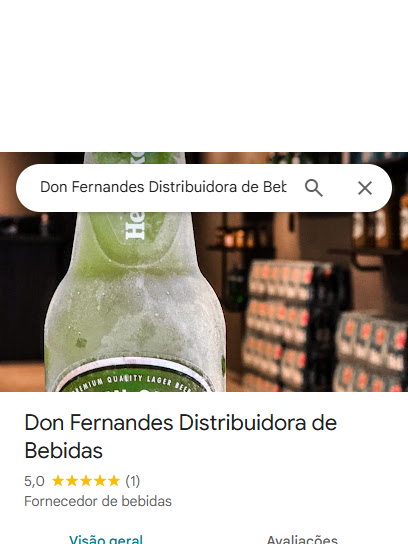 Don Fernandes Distribuidora de Beb
Heineke
PREMIUM QUALITY LAGER BEER
Don Fernandes Distribuidora de
Bebidas
5,0 ★★★★★ (1)
Fornecedor de bebidas
Visão geral Avaliações